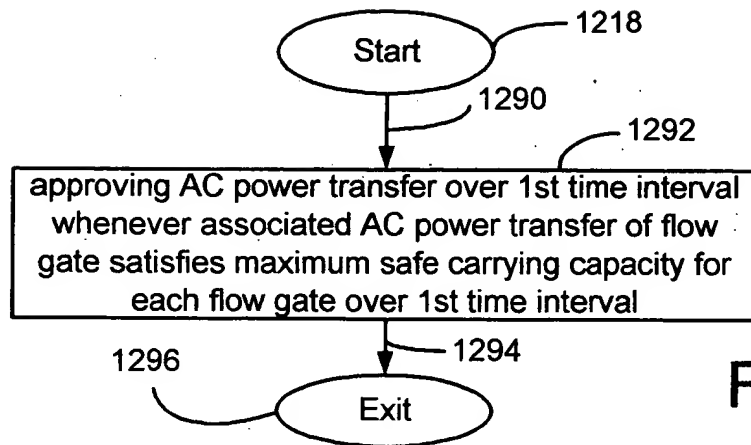 1218
Start
1290
1292
approving AC power transfer over 1st time interval
whenever associated AC power transfer of flow
gate satisfies maximum safe carrying capacity for
each flow gate over 1st time interval
1294
1296
F
Exit